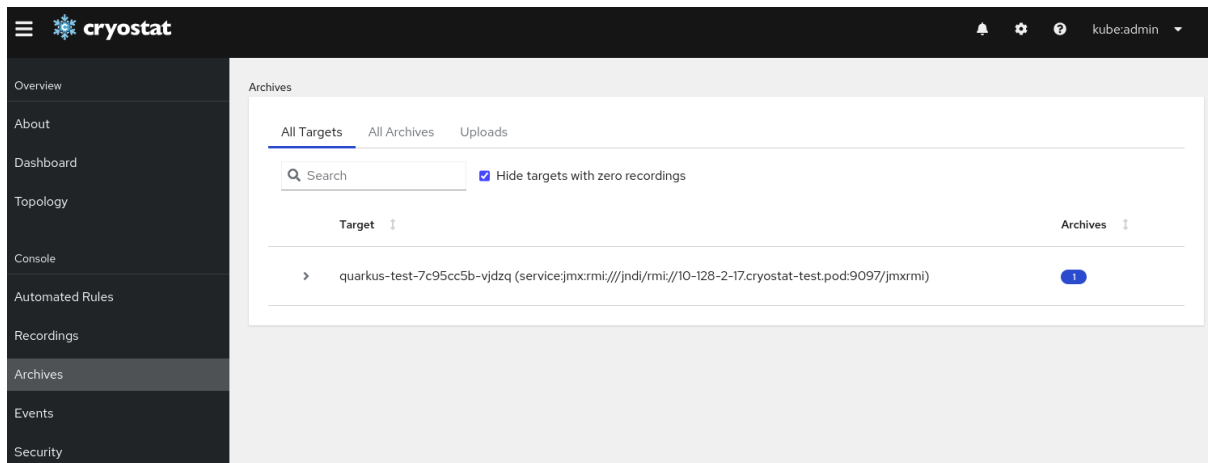 cryostat
kube:admin
Overview
About
Dashboard
Topology
Console
Automated Rules
Recordings
Archives
Events
Security
Archives
All Targets All Archives Uploads
Search Hide targets with zero recordings
Target Archives
quarkus-test-7c95cc5b-vjdzq (service:jmx:rmi:///jndi/rmi://10-128-2-17.cryostat-test.pod:9097/jmxrmi) 1